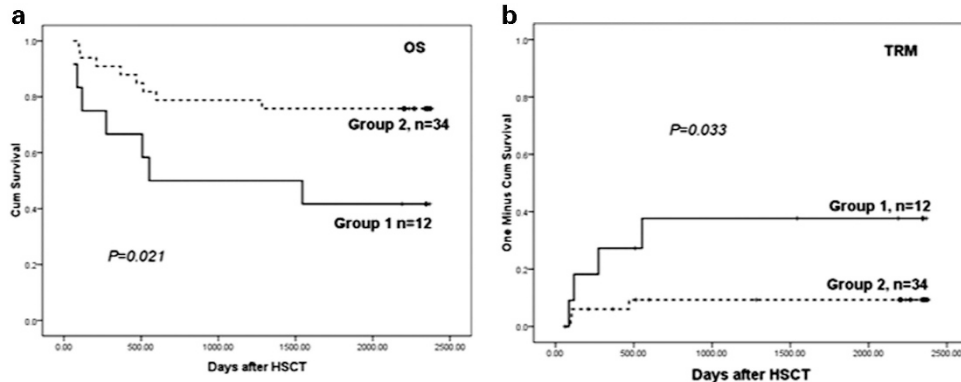 a
OS
Cum Survival
1.0
0.8
0.6
0.4
0.2
0.0
Group 2, n=34
Group 1 n=12
P=0.021
0.00 500.00 1000.00 1500.00 2000.00 2500.00
Days after HSCT
b
TRM
One Minus Cum Survival
1.0
0.8
0.6
0.4
0.2
0.0
P=0.033
Group 1, n=12
Group 2, n=34
0.00 500.00 1000.00 1500.00 2000.00 2500.00
Days after HSCT